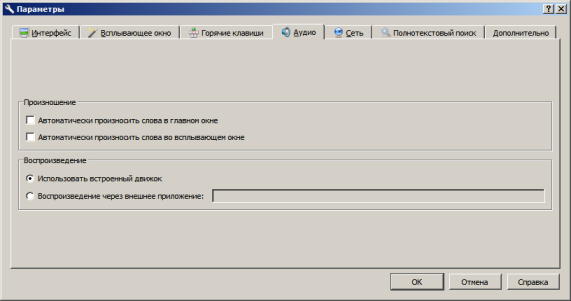 Параметры
Интерфейс Всплывающее окно Горячие клавиши Аудио Сеть Полнотекстовый поиск Дополнительно
Произношение
Автоматически произносить слова в главном окне
Автоматически произносить слова во всплывающем окне
Воспроизведение
Использовать встроенный движок
Воспроизведение через внешнее приложение:
OK Отмена Справка